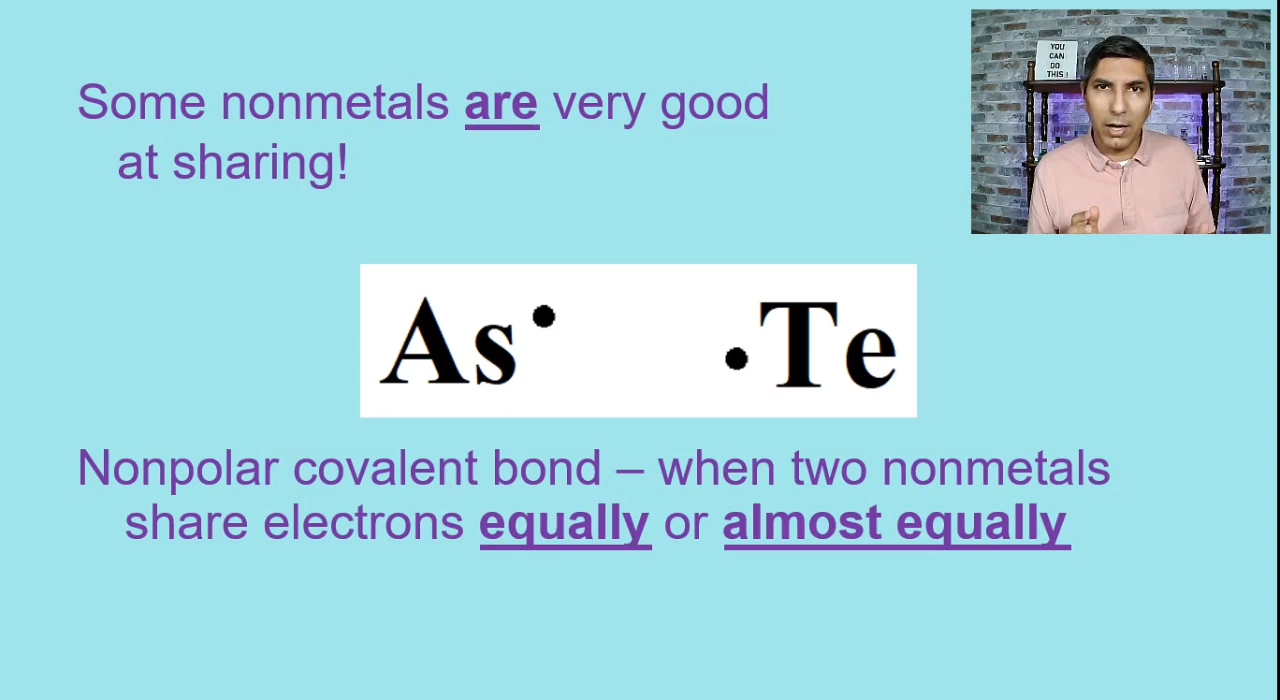 Some nonmetals are very good
at sharing!
YOU
CAN
DO
THIS!
As Te
Nonpolar covalent bond – when two nonmetals
share electrons equally or almost equally